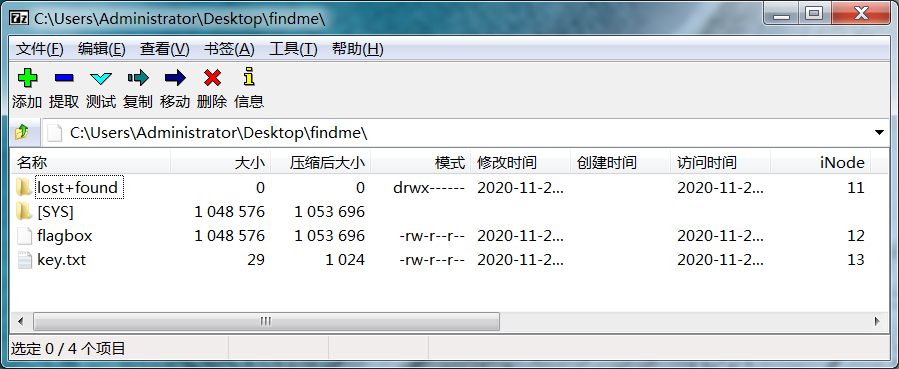 C:\Users\Administrator\Desktop\findme\
文件(F) 编辑(E) 查看(V) 书签(A) 工具(T) 帮助(H)
添加 提取 测试 复制 移动 删除 信息
C:\Users\Administrator\Desktop\findme\
名称 大小 压缩后大小 模式 修改时间 创建时间 访问时间 iNode
lost+found 0 0 drwx------ 2020-11-2... 2020-11-2... 11
[SYS] 1 048 576 1 053 696
flagbox 1 048 576 1 053 696 -rw-r--r-- 2020-11-2... 2020-11-2... 12
key.txt 29 1 024 -rw-r--r-- 2020-11-2... 2020-11-2... 13
选定 0 / 4 个项目